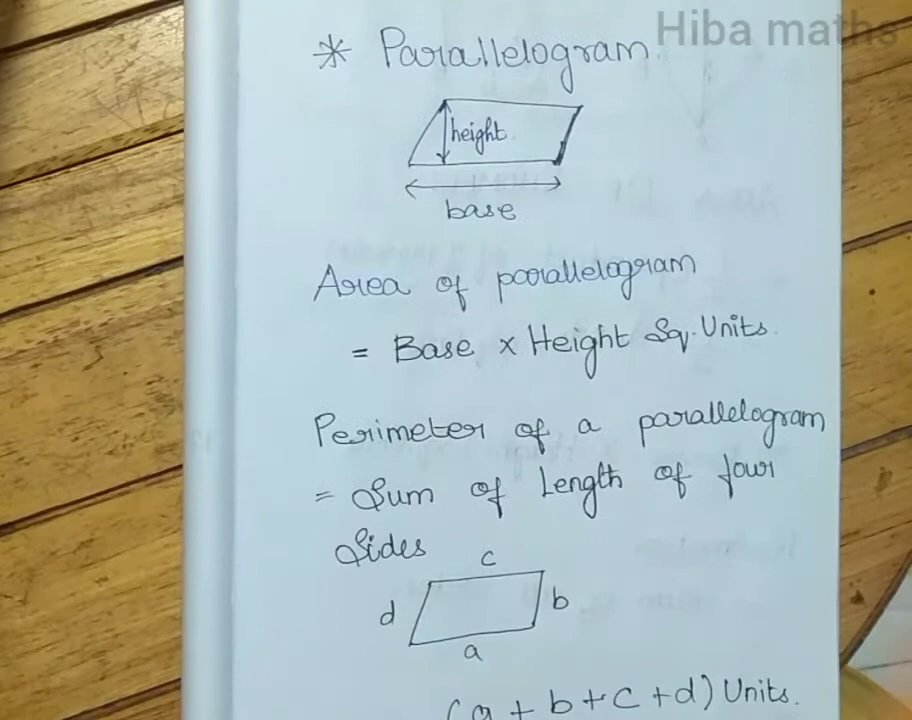 Hiba maths
* Parallelogram.
height.
base
Area of parallelogram
= Base x Height Sq. Units.
Perimeter of a parallelogram
= Sum of Length of four
Sides
c
d
b
a
(a + b + c + d) Units.